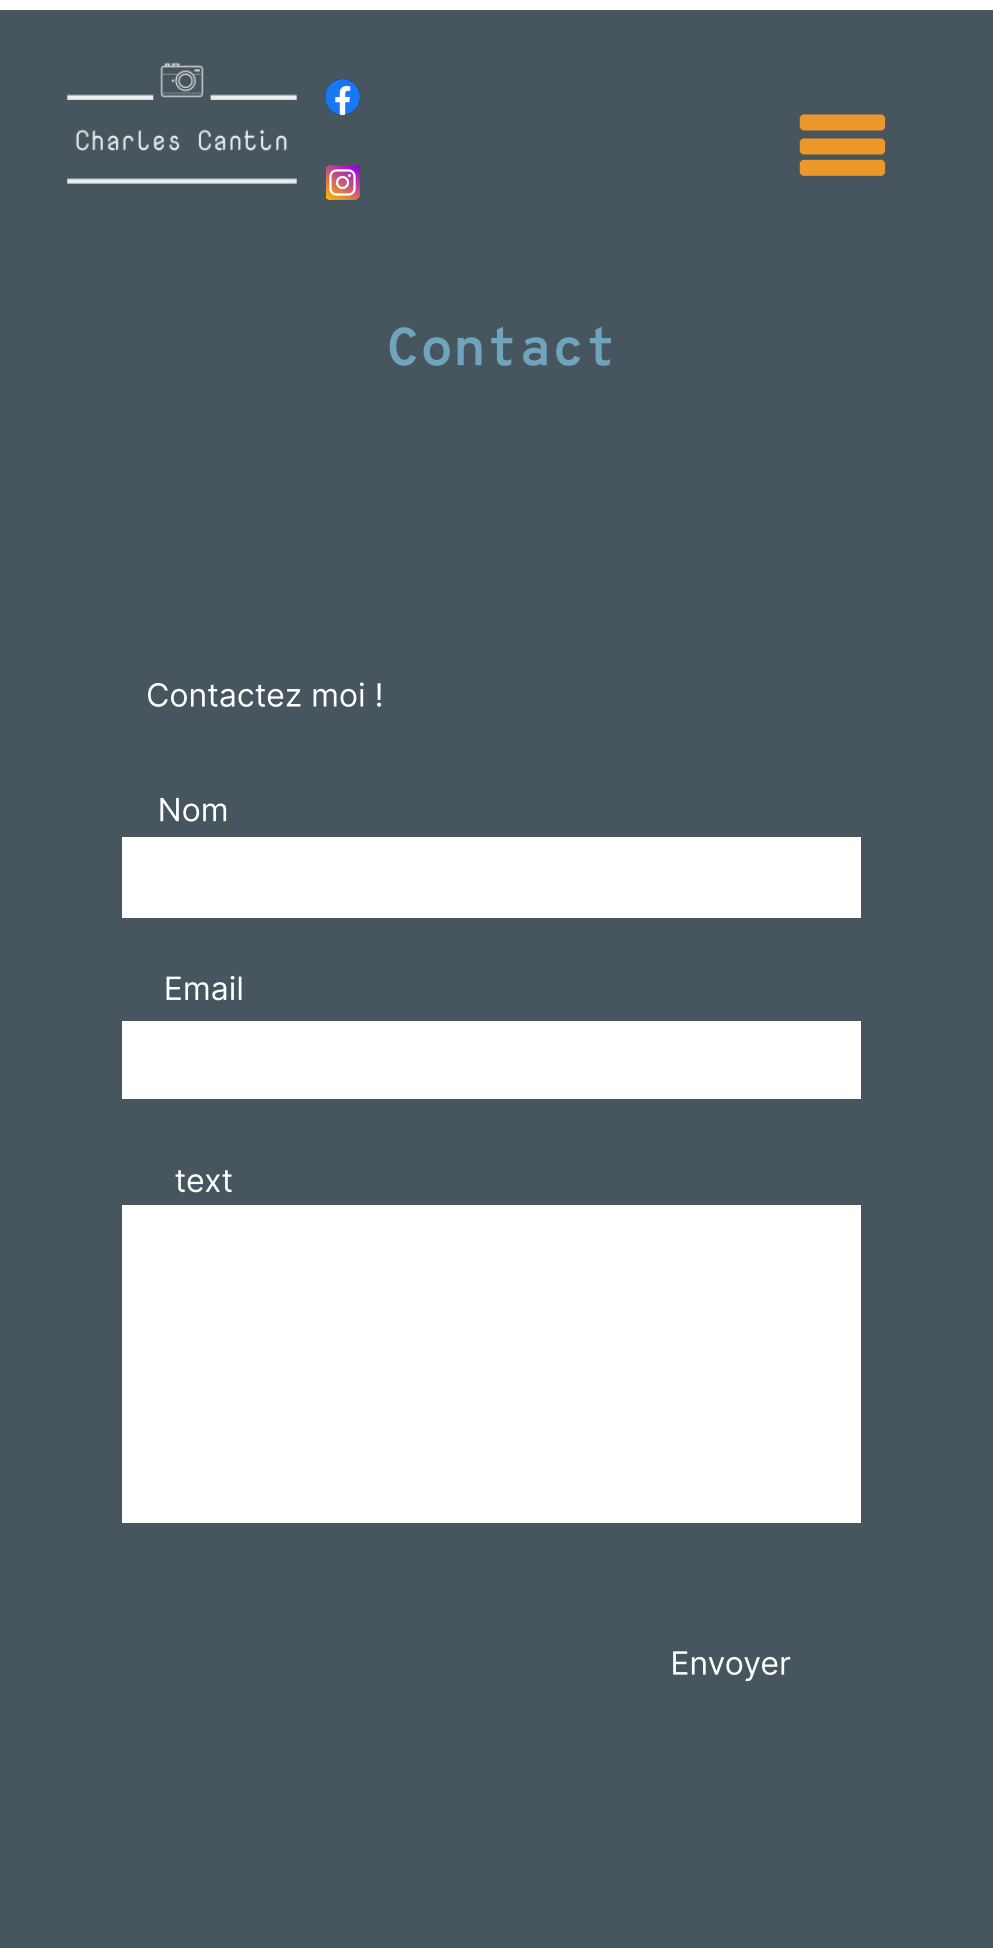 Charles Cantin
Contact
Contactez moi !
Nom
Email
text
Envoyer